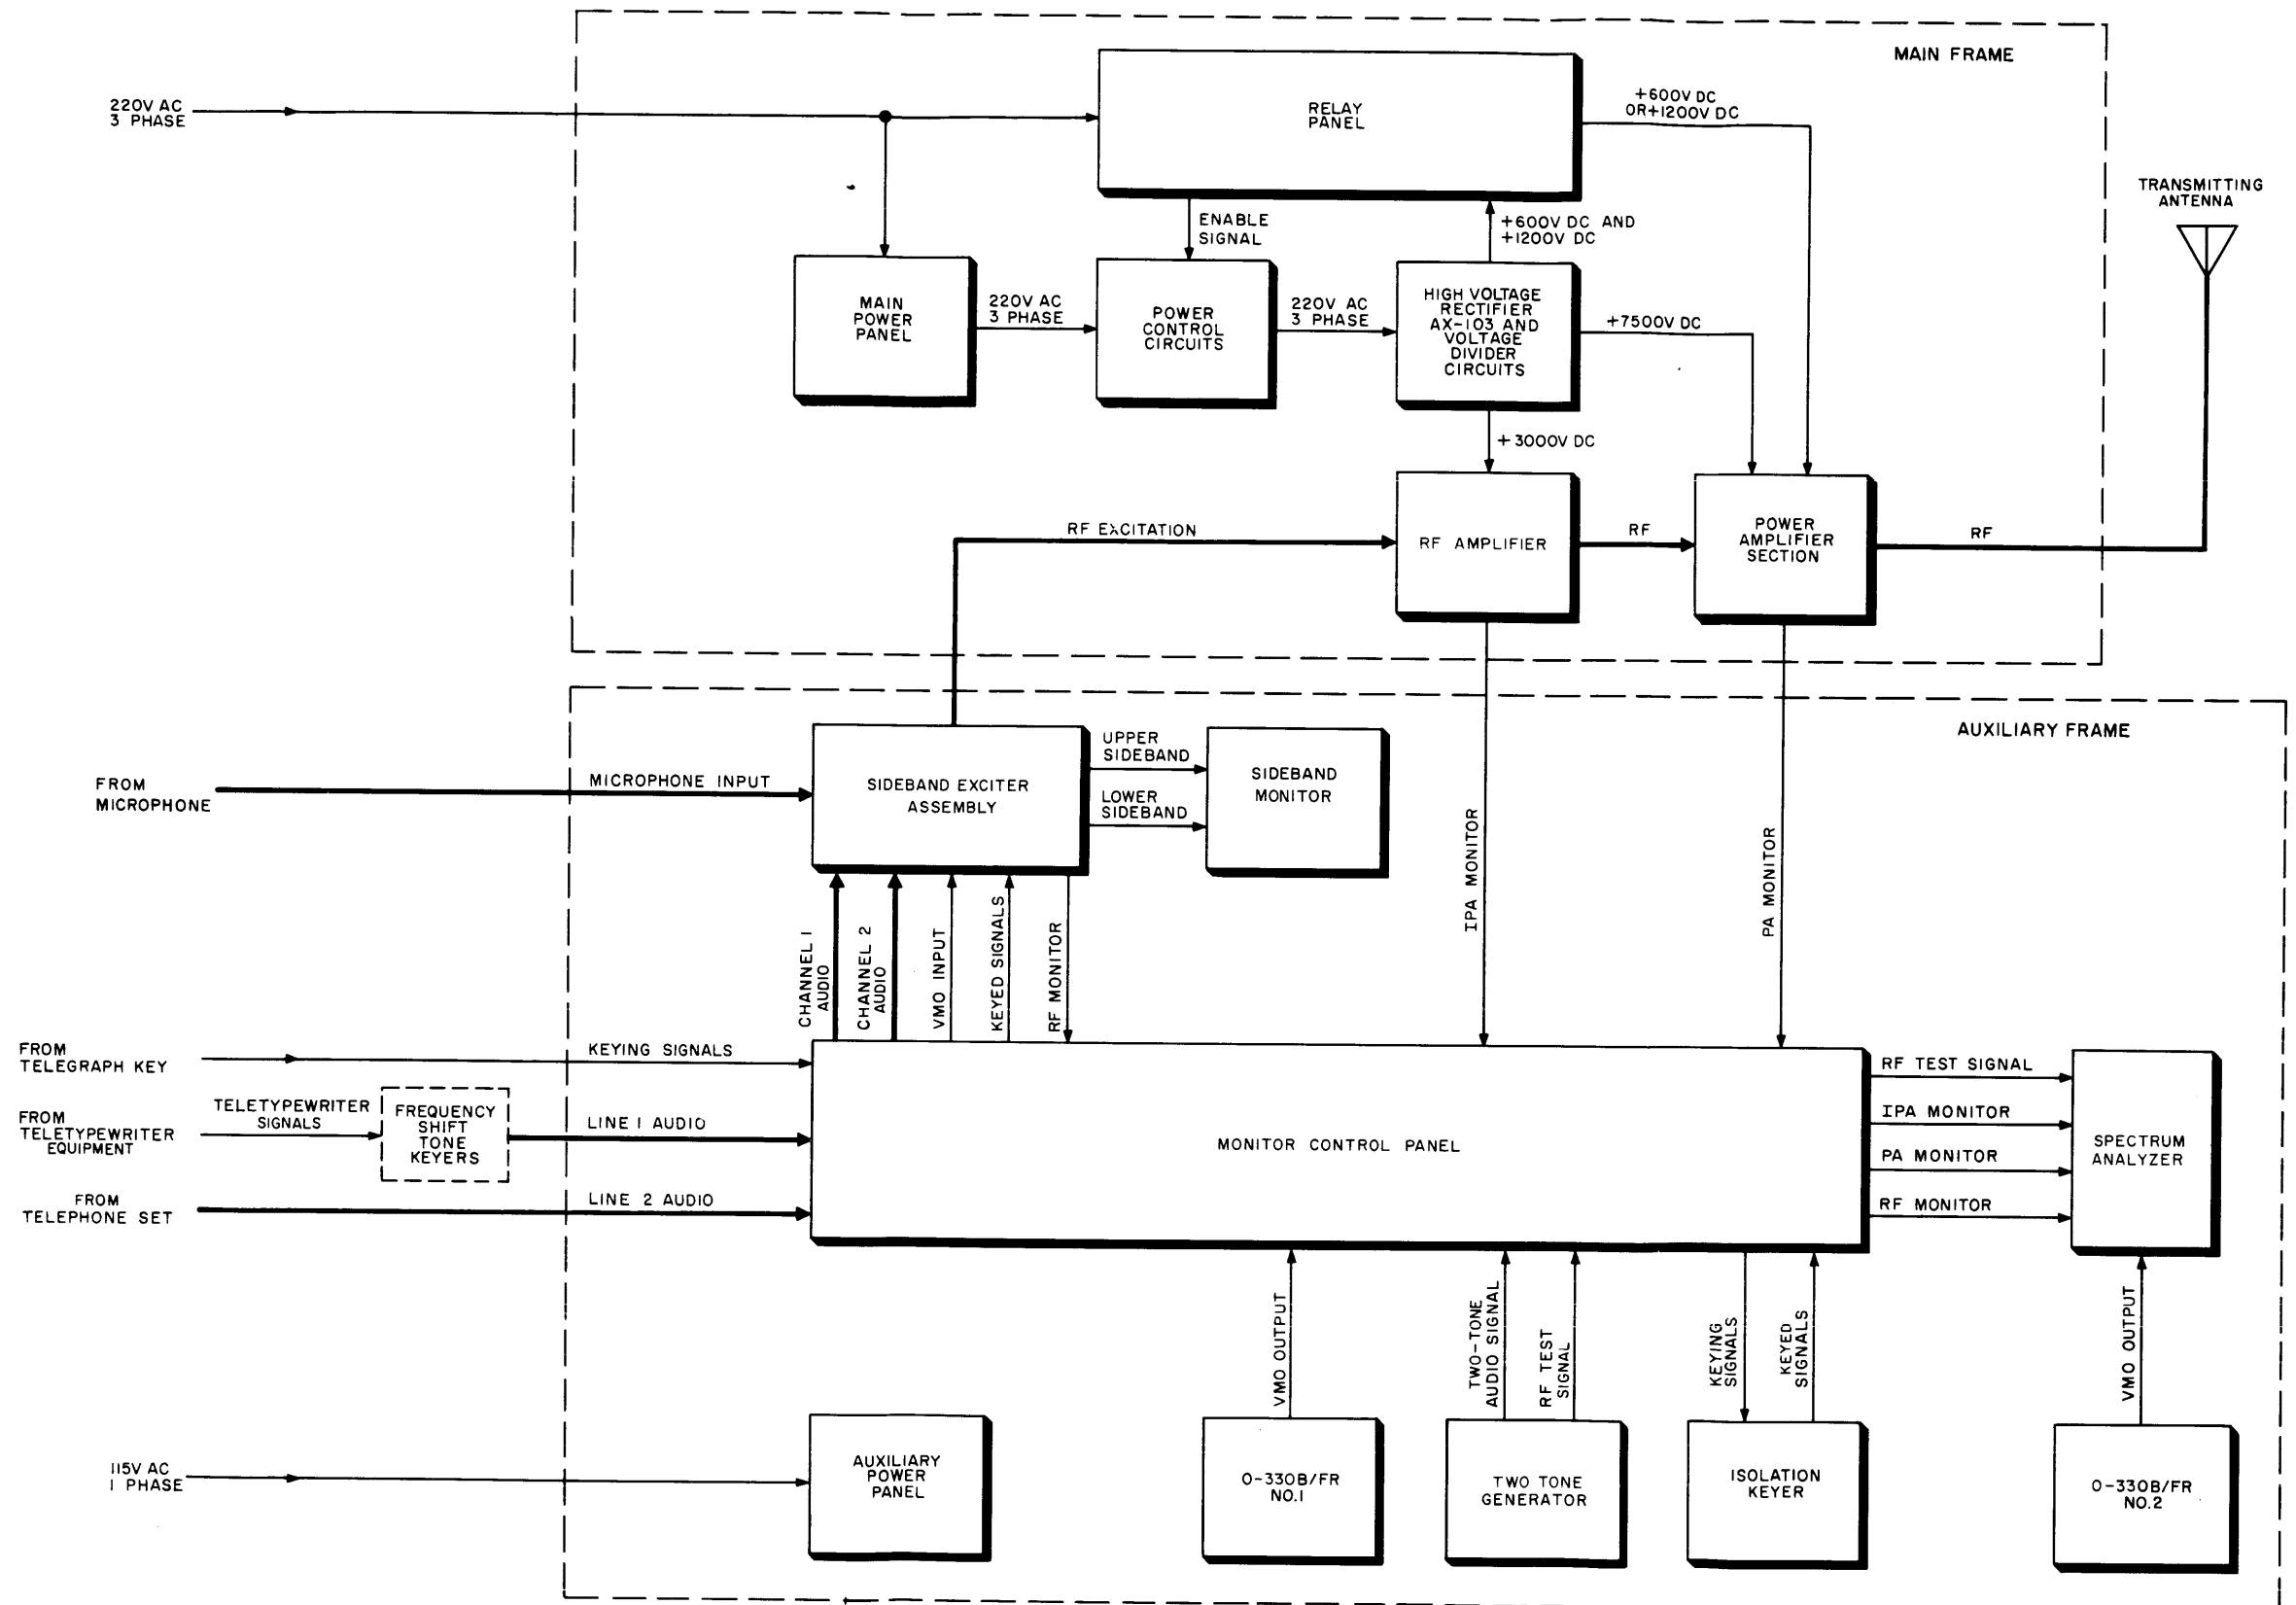 MAIN FRAME
220V AC
3 PHASE
RELAY
PANEL
+600V DC
OR+1200V DC
TRANSMITTING
ANTENNA
ENABLE
SIGNAL
+600V DC AND
+1200V DC
MAIN
POWER
PANEL
220V AC
3 PHASE
POWER
CONTROL
CIRCUITS
220V AC
3 PHASE
HIGH VOLTAGE
RECTIFIER
AX-103 AND
VOLTAGE
DIVIDER
CIRCUITS
+7500V DC
+3000V DC
RF EXCITATION
RF AMPLIFIER
RF
POWER
AMPLIFIER
SECTION
RF
AUXILIARY FRAME
FROM
MICROPHONE
MICROPHONE INPUT
SIDEBAND EXCITER
ASSEMBLY
UPPER
SIDEBAND
LOWER
SIDEBAND
SIDEBAND
MONITOR
IPA MONITOR
PA MONITOR
CHANNEL 1
AUDIO
CHANNEL 2
AUDIO
VMO INPUT
KEYED SIGNALS
RF MONITOR
FROM
TELEGRAPH KEY
KEYING SIGNALS
FROM
TELETYPEWRITER
EQUIPMENT
TELETYPEWRITER
SIGNALS
FREQUENCY
SHIFT
TONE
KEYERS
LINE 1 AUDIO
FROM
TELEPHONE SET
LINE 2 AUDIO
MONITOR CONTROL PANEL
RF TEST SIGNAL
IPA MONITOR
PA MONITOR
RF MONITOR
SPECTRUM
ANALYZER
VMO OUTPUT
TWO-TONE
AUDIO SIGNAL
RF TEST
SIGNAL
KEYING
SIGNALS
KEYED
SIGNALS
VMO OUTPUT
115V AC
1 PHASE
AUXILIARY
POWER
PANEL
O-330B/FR
NO.1
TWO TONE
GENERATOR
ISOLATION
KEYER
O-330B/FR
NO.2